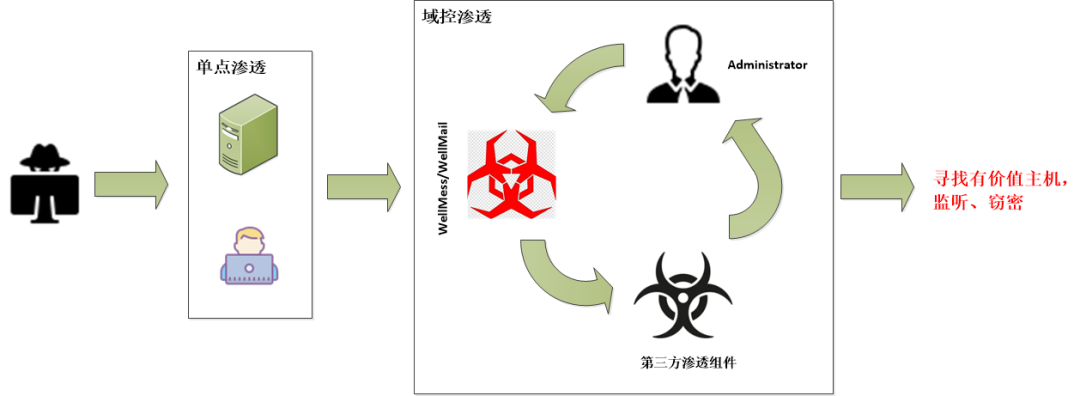 域控渗透
单点渗透
Administrator
WellMess/WellMail
寻找有价值主机，
监听、窃密
第三方渗透组件